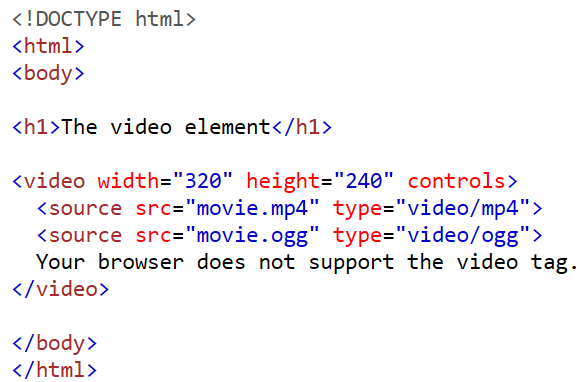 <!DOCTYPE html>
<html>
<body>
<h1>The video element</h1>
<video width="320" height="240" controls>
<source src="movie.mp4" type="video/mp4">
<source src="movie.ogg" type="video/ogg">
Your browser does not support the video tag.
</video>
</body>
</html>